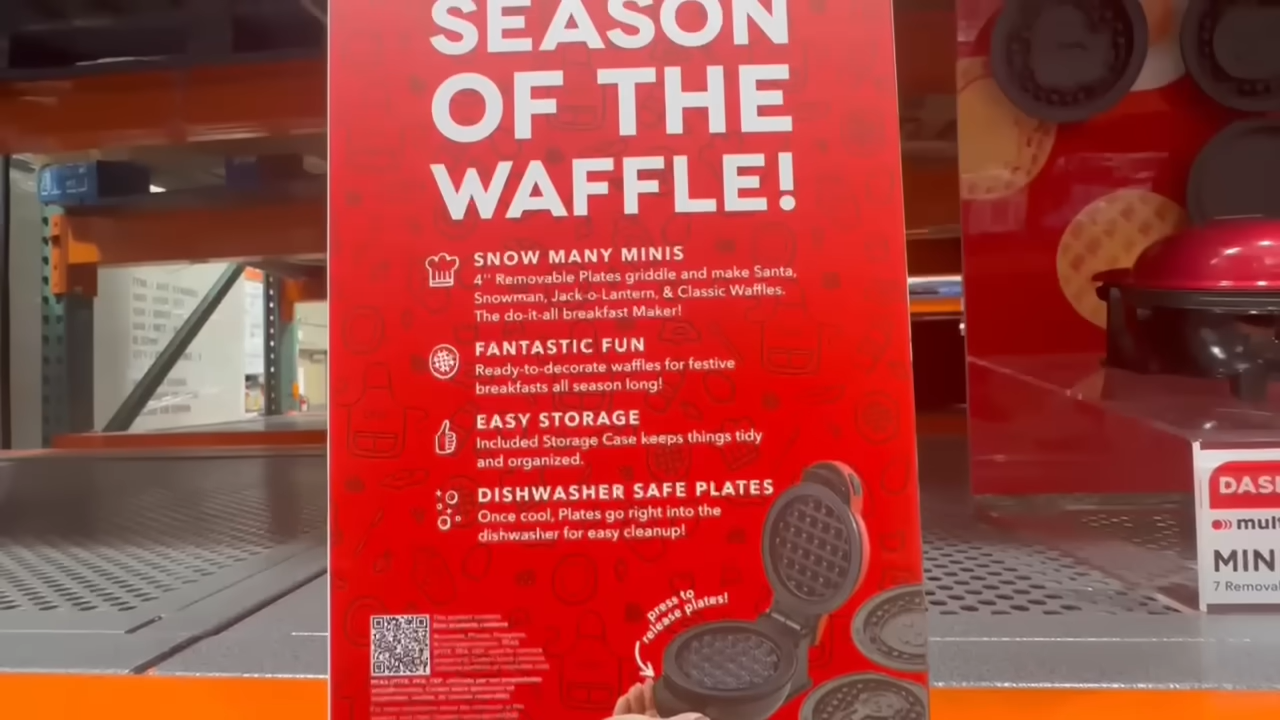 SEASON
OF THE
WAFFLE!
SNOW MANY MINIS
4'' Removable Plates griddle and make Santa,
Snowman, Jack-o-Lantern, & Classic Waffles.
The do-it-all breakfast Maker!
FANTASTIC FUN
Ready-to-decorate waffles for festive
breakfasts all season long!
EASY STORAGE
Included Storage Case keeps things tidy
and organized.
DISHWASHER SAFE PLATES
Once cool, Plates go right into the
dishwasher for easy cleanup!
press to
release plates!
DAS
mul
MIN
7 Remova